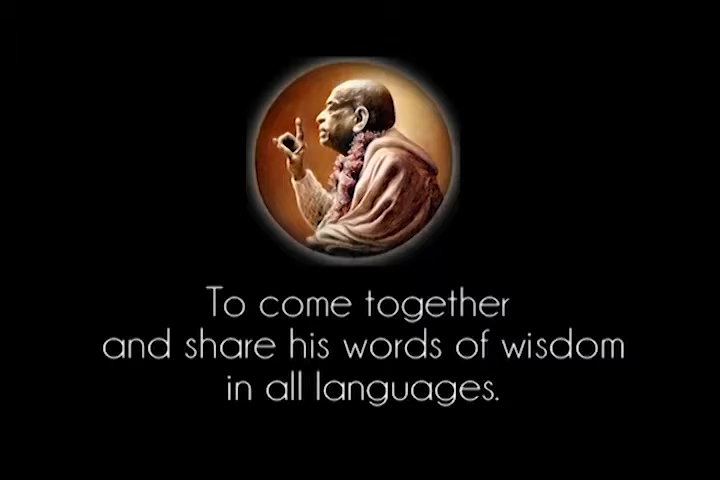 To come together
and share his words of wisdom
in all languages.